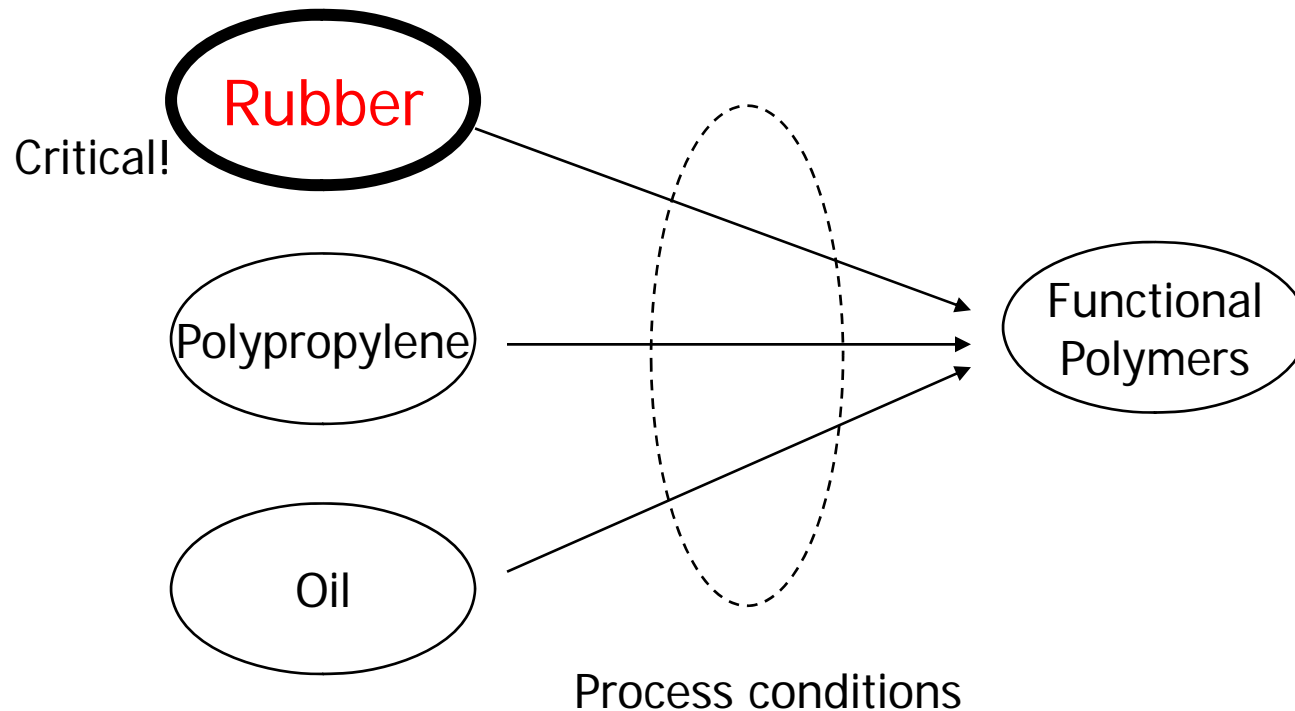 Rubber
Critical!
Polypropylene
Functional
Polymers
Oil
Process conditions